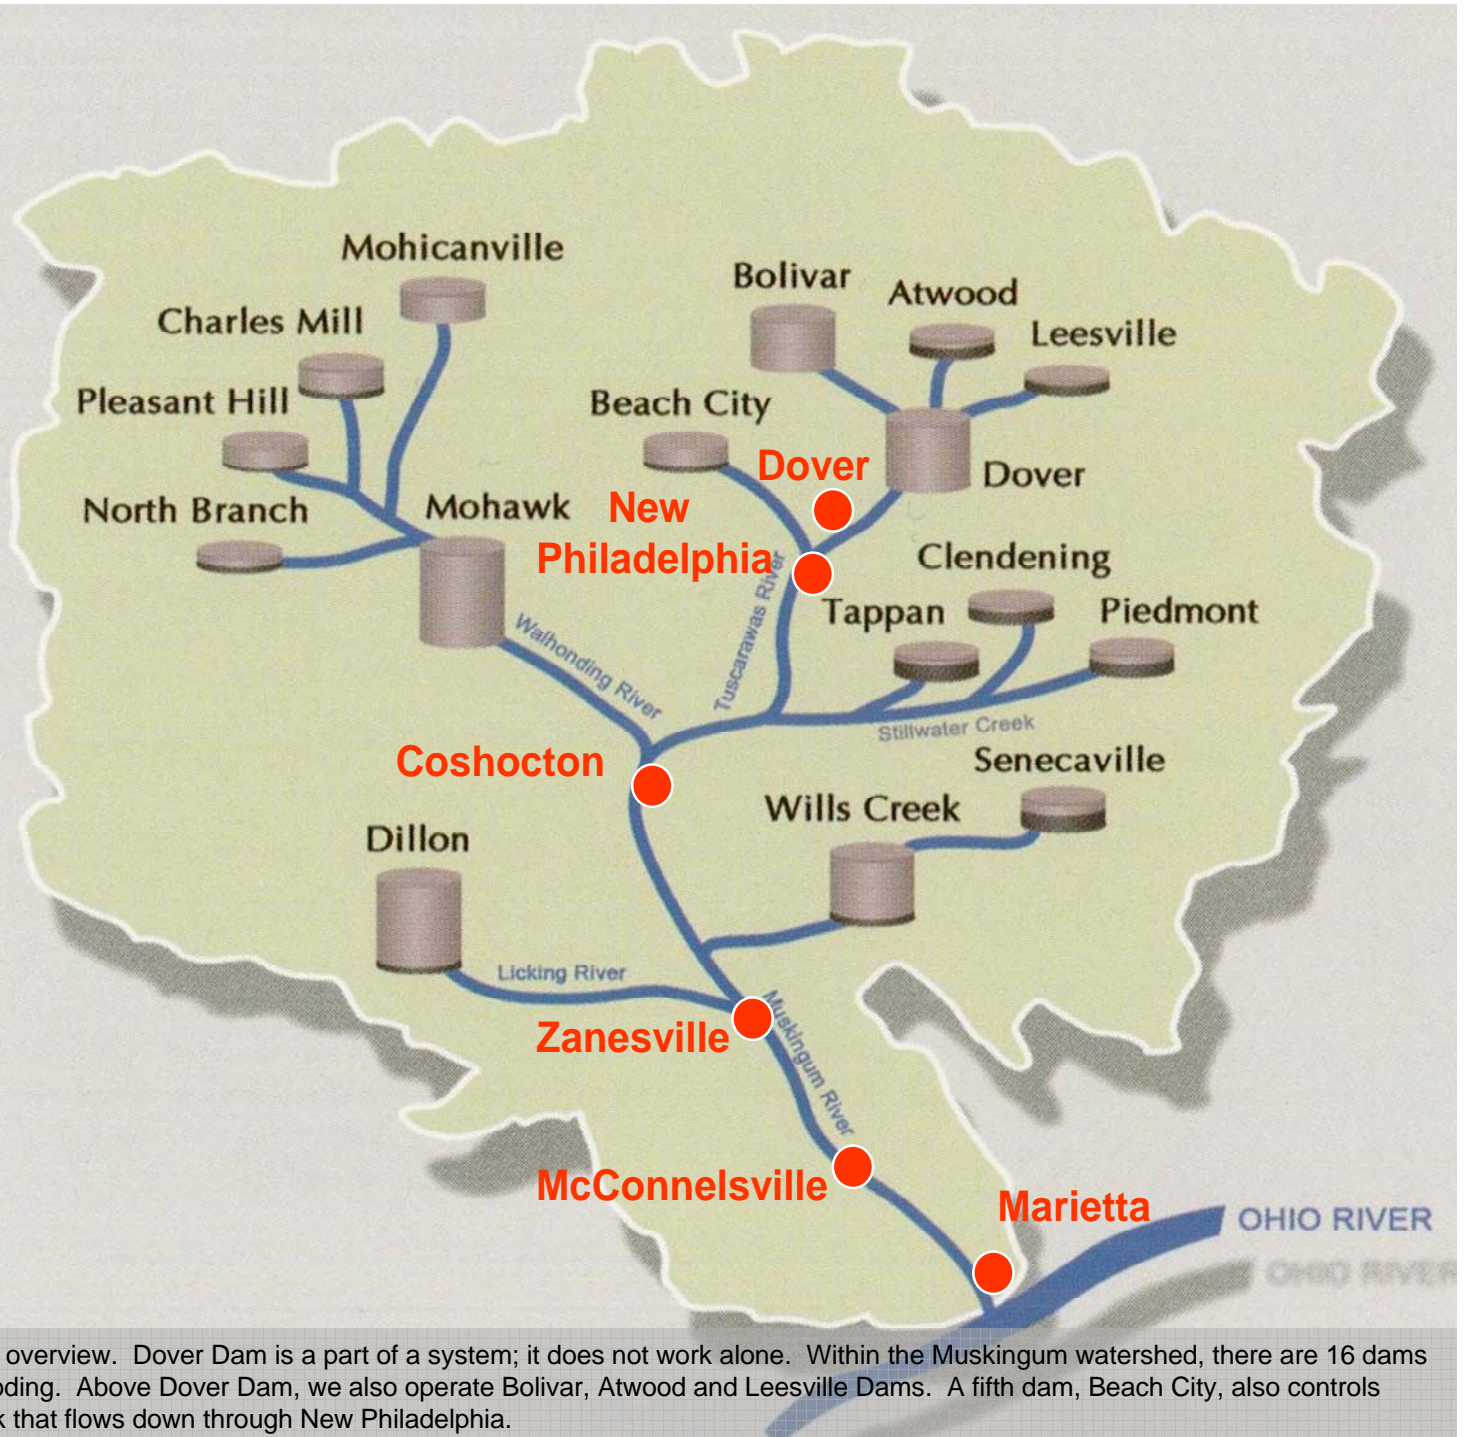 Mohicanville
Bolivar
Atwood
Charles Mill
Leesville
Pleasant Hill
Beach City
Dover
Dover
North Branch
Mohawk
New
Philadelphia
Clendening
Tappan
Piedmont
Walhonding River
Tuscarawas River
Stillwater Creek
Coshocton
Senecaville
Wills Creek
Dillon
Licking River
Zanesville
Muskingum River
McConnelsville
Marietta
OHIO RIVER
OHIO RIVER
overview. Dover Dam is a part of a system; it does not work alone. Within the Muskingum watershed, there are 16 dams
oding. Above Dover Dam, we also operate Bolivar, Atwood and Leesville Dams. A fifth dam, Beach City, also controls
k that flows down through New Philadelphia.